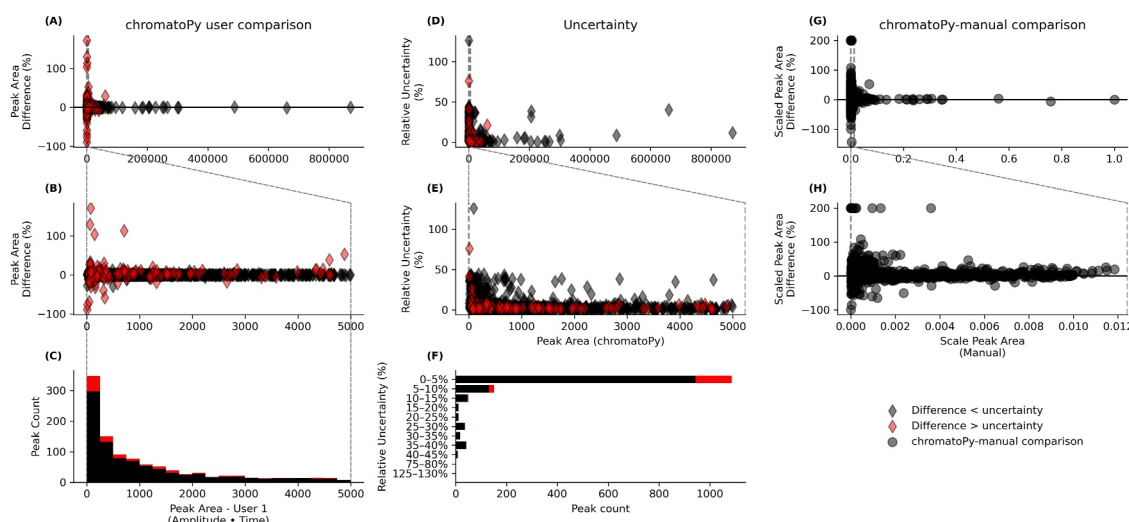 (A)
chromatoPy user comparison
Peak Area
Difference (%)
100
0
−100
0
200000
400000
600000
800000
(D)
Uncertainty
Relative Uncertainty
(%)
100
50
0
0
200000
400000
600000
800000
(G)
chromatoPy-manual comparison
Scaled Peak Area
Difference (%)
200
100
0
−100
0.0
0.2
0.4
0.6
0.8
1.0
(B)
Peak Area
Difference (%)
100
0
−100
0
1000
2000
3000
4000
5000
(E)
Relative Uncertainty
(%)
100
50
0
0
1000
2000
3000
4000
5000
Peak Area (chromatoPy)
(H)
Scaled Peak Area
Difference (%)
200
100
0
−100
0.000
0.002
0.004
0.006
0.008
0.010
0.012
Scale Peak Area
(Manual)
(C)
Peak Count
300
200
100
0
0
1000
2000
3000
4000
5000
Peak Area - User 1
(Amplitude • Time)
(F)
Relative Uncertainty (%)
0–5%
5–10%
10–15%
15–20%
20–25%
25–30%
30–35%
35–40%
40–45%
75–80%
125–130%
0
200
400
600
800
1000
Peak count
Difference < uncertainty
Difference > uncertainty
chromatoPy-manual comparison